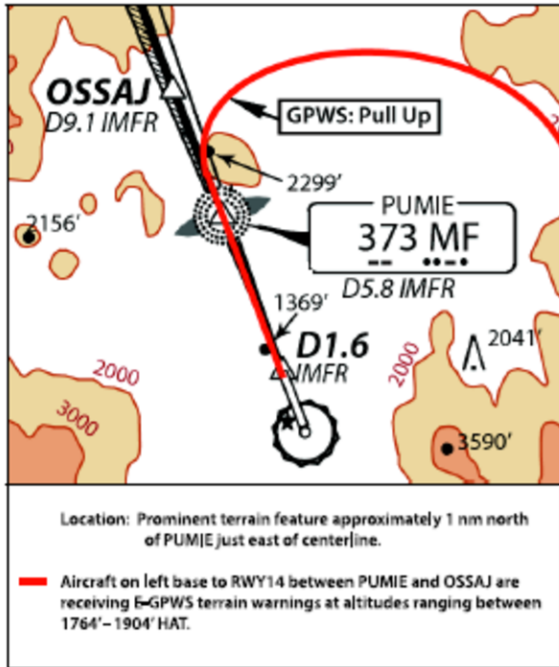 OSSAJ
D9.1 IMFR
GPWS: Pull Up
2299'
2156'
PUMIE
373 MF
-- ••-•
D5.8 IMFR
1369'
D1.6
IMFR
2041'
2000
2000
3000
3590'
Location: Prominent terrain feature approximately 1 nm north
of PUMIE just east of centerline.
Aircraft on left base to RWY14 between PUMIE and OSSAJ are
receiving E-GPWS terrain warnings at altitudes ranging between
1764'–1904' HAT.